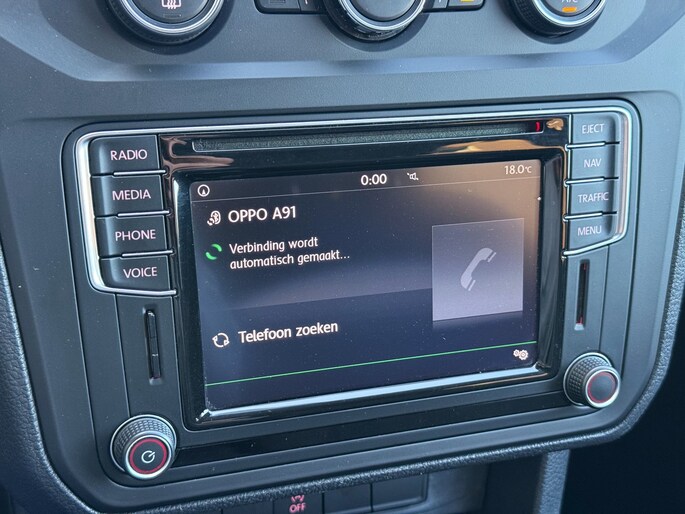 A/C
RADIO
MEDIA
PHONE
VOICE
EJECT
NAV
TRAFFIC
MENU
0:00
18.0°C
OPPO A91
Verbinding wordt
automatisch gemaakt...
Telefoon zoeken
OFF